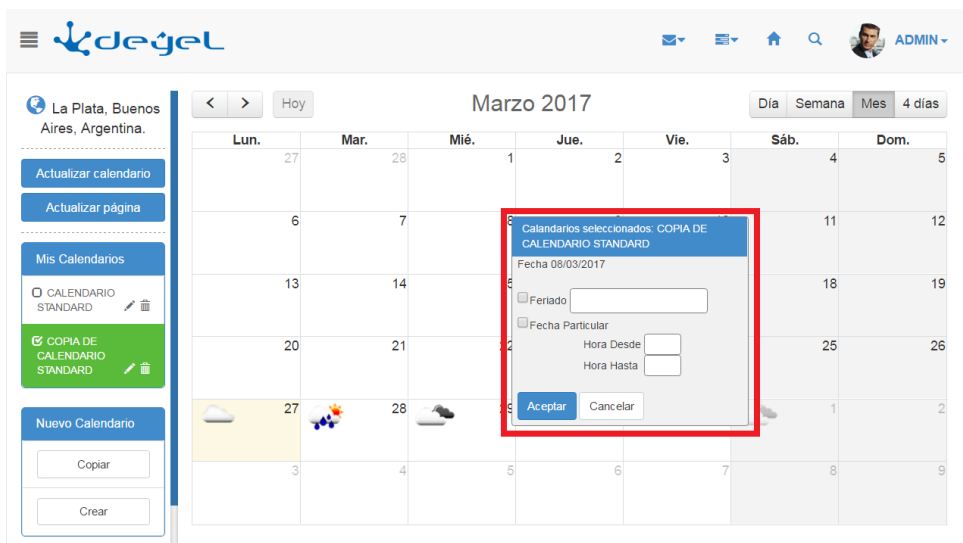 deyel
ADMIN
La Plata, Buenos
Aires, Argentina.
Actualizar calendario
Actualizar página
Mis Calendarios
CALENDARIO
STANDARD
COPIA DE
CALENDARIO
STANDARD
Nuevo Calendario
Copiar
Crear
Hoy
Marzo 2017
Día Semana Mes 4 días
Lun. Mar. Mié. Jue. Vie. Sáb. Dom.
27 28 1 2 3 4 5
6 7 11 12
13 14 18 19
20 21 25 26
27 28 1 2
3 4 5 6 7 8 9
Calandarios seleccionados: COPIA DE
CALENDARIO STANDARD
Fecha 08/03/2017
Feriado
Fecha Particular
Hora Desde
Hora Hasta
Aceptar Cancelar